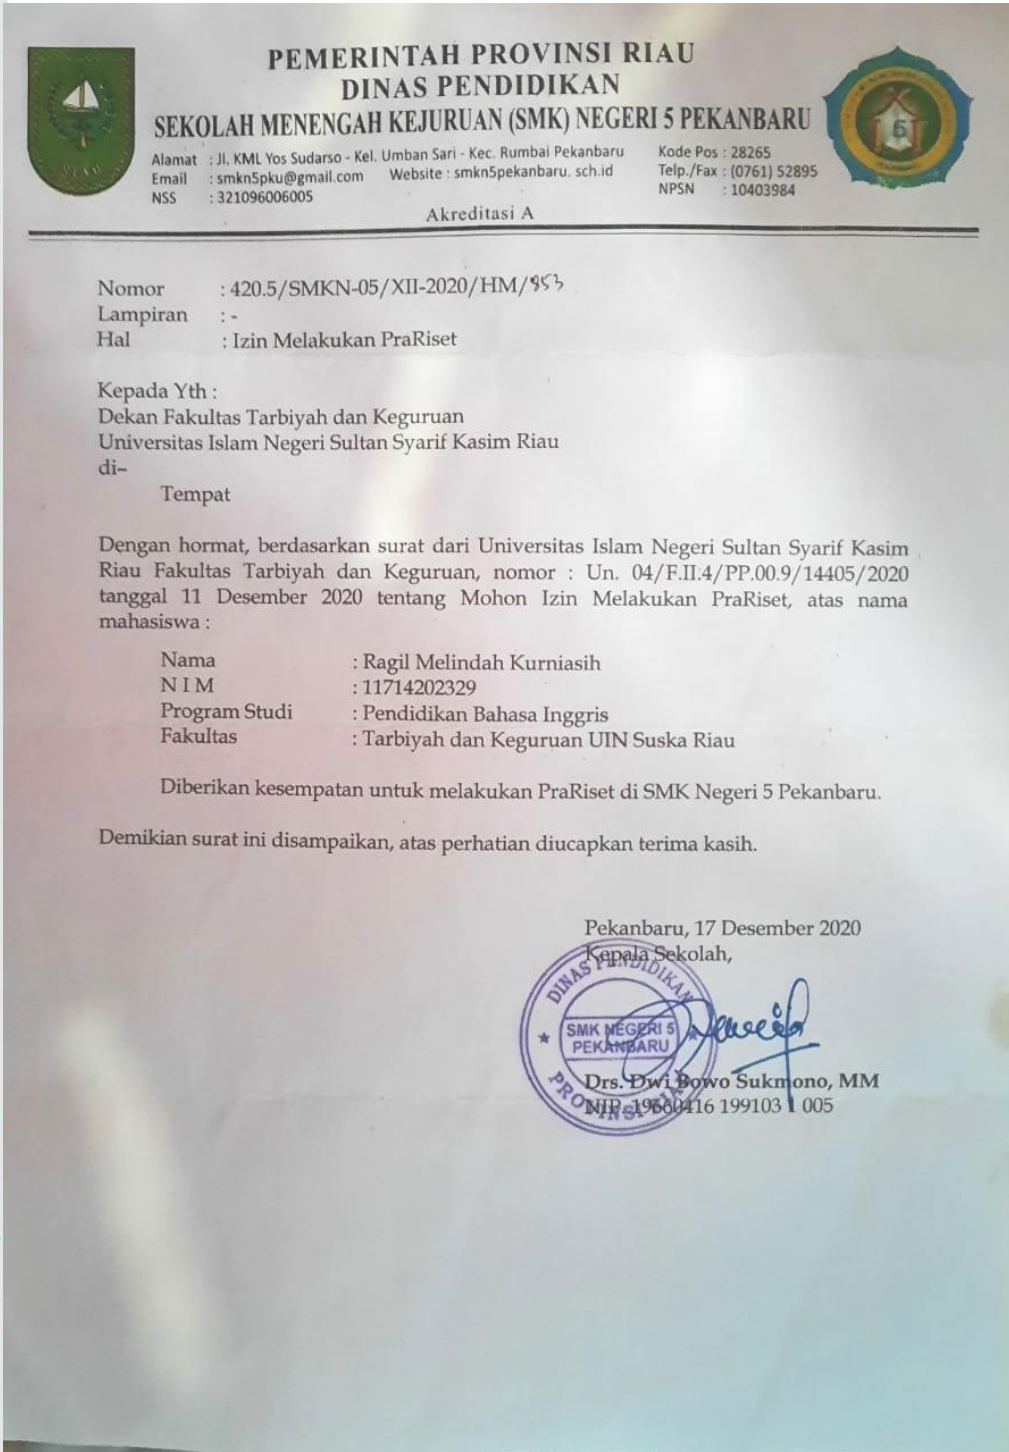 PEMERINTAH PROVINSI RIAU
DINAS PENDIDIKAN
SEKOLAH MENENGAH KEJURUAN (SMK) NEGERI 5 PEKANBARU
Alamat : Jl. KML Yos Sudarso - Kel. Umban Sari - Kec. Rumbai Pekanbaru Kode Pos : 28265
Email : smkn5pku@gmail.com Website : smkn5pekanbaru. sch.id Telp./Fax : (0761) 52895
NSS : 321096006005 NPSN : 10403984
Akreditasi A
RIAU
5
Nomor : 420.5/SMKN-05/XII-2020/HM/953
Lampiran : -
Hal : Izin Melakukan PraRiset
Kepada Yth :
Dekan Fakultas Tarbiyah dan Keguruan
Universitas Islam Negeri Sultan Syarif Kasim Riau
di–
Tempat
Dengan hormat, berdasarkan surat dari Universitas Islam Negeri Sultan Syarif Kasim
Riau Fakultas Tarbiyah dan Keguruan, nomor : Un. 04/F.II.4/PP.00.9/14405/2020
tanggal 11 Desember 2020 tentang Mohon Izin Melakukan PraRiset, atas nama
mahasiswa :
Nama : Ragil Melindah Kurniasih
N I M : 11714202329
Program Studi : Pendidikan Bahasa Inggris
Fakultas : Tarbiyah dan Keguruan UIN Suska Riau
Diberikan kesempatan untuk melakukan PraRiset di SMK Negeri 5 Pekanbaru.
Demikian surat ini disampaikan, atas perhatian diucapkan terima kasih.
Pekanbaru, 17 Desember 2020
Kepala Sekolah,
DINAS PENDIDIKAN
SMK NEGERI 5
PEKANBARU
PROVINSI RIAU
Drs. Dwi Bowo Sukmono, MM
NIP. 19660416 199103 1 005